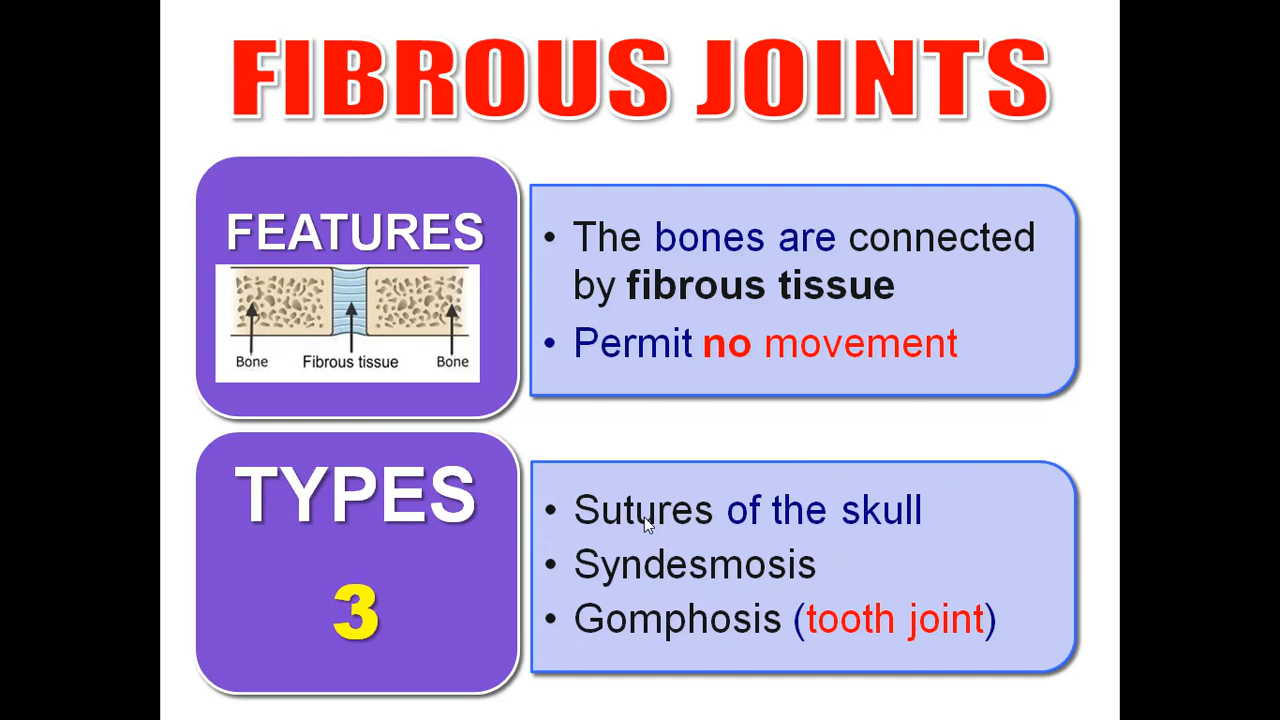 FIBROUS JOINTS
FEATURES
Bone Fibrous tissue Bone
• The bones are connected
by fibrous tissue
• Permit no movement
TYPES
3
• Sutures of the skull
• Syndesmosis
• Gomphosis (tooth joint)